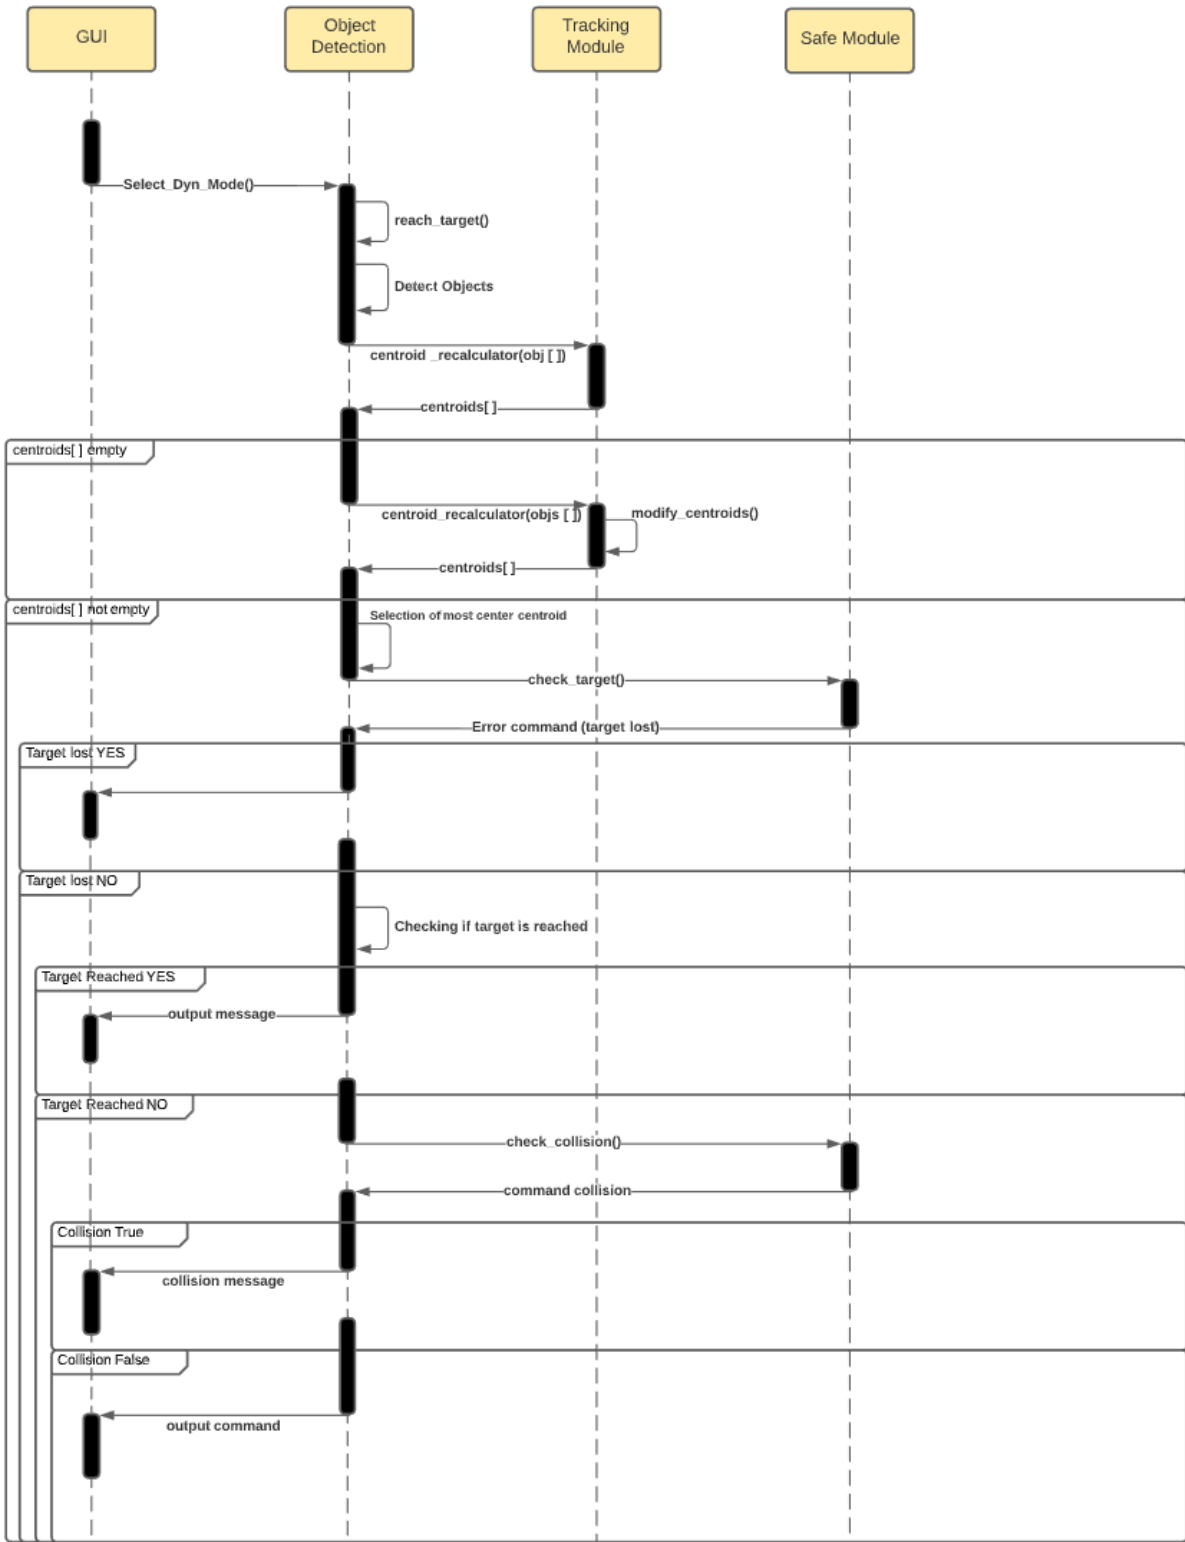 GUI
Object
Detection
Tracking
Module
Safe Module
Select_Dyn_Mode()
reach_target()
Detect Objects
centroid _recalculator(obj [ ])
centroids[ ]
centroids[ ] empty
centroid_recalculator(objs [ ])
modify_centroids()
centroids[ ]
centroids[ ] not empty
Selection of most center centroid
check_target()
Error command (target lost)
Target lost YES
Target lost NO
Checking if target is reached
Target Reached YES
output message
Target Reached NO
check_collision()
command collision
Collision True
collision message
Collision False
output command